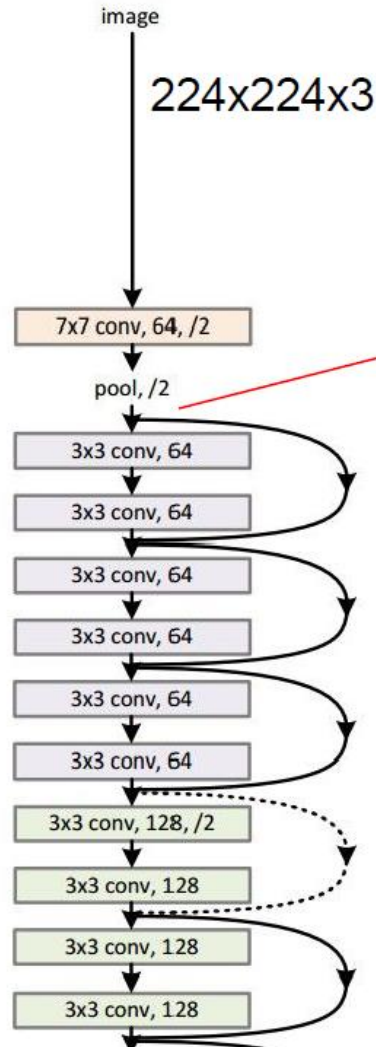 image
224x224x3
7x7 conv, 64, /2
pool, /2
3x3 conv, 64
3x3 conv, 64
3x3 conv, 64
3x3 conv, 64
3x3 conv, 64
3x3 conv, 64
3x3 conv, 128, /2
3x3 conv, 128
3x3 conv, 128
3x3 conv, 128